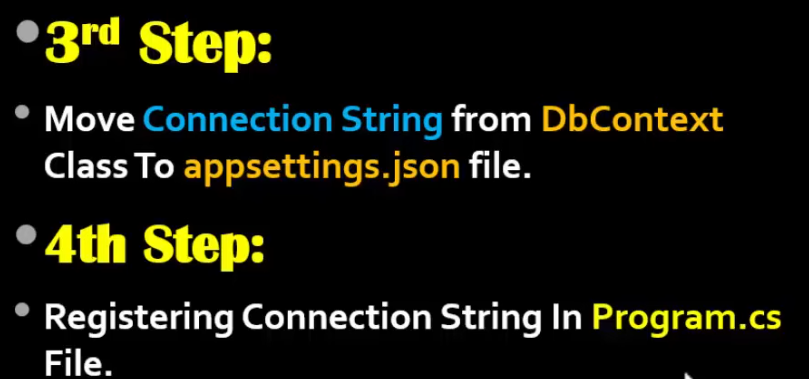 3rd Step:
Move Connection String from DbContext
Class To appsettings.json file.
4th Step:
Registering Connection String In Program.cs
File.